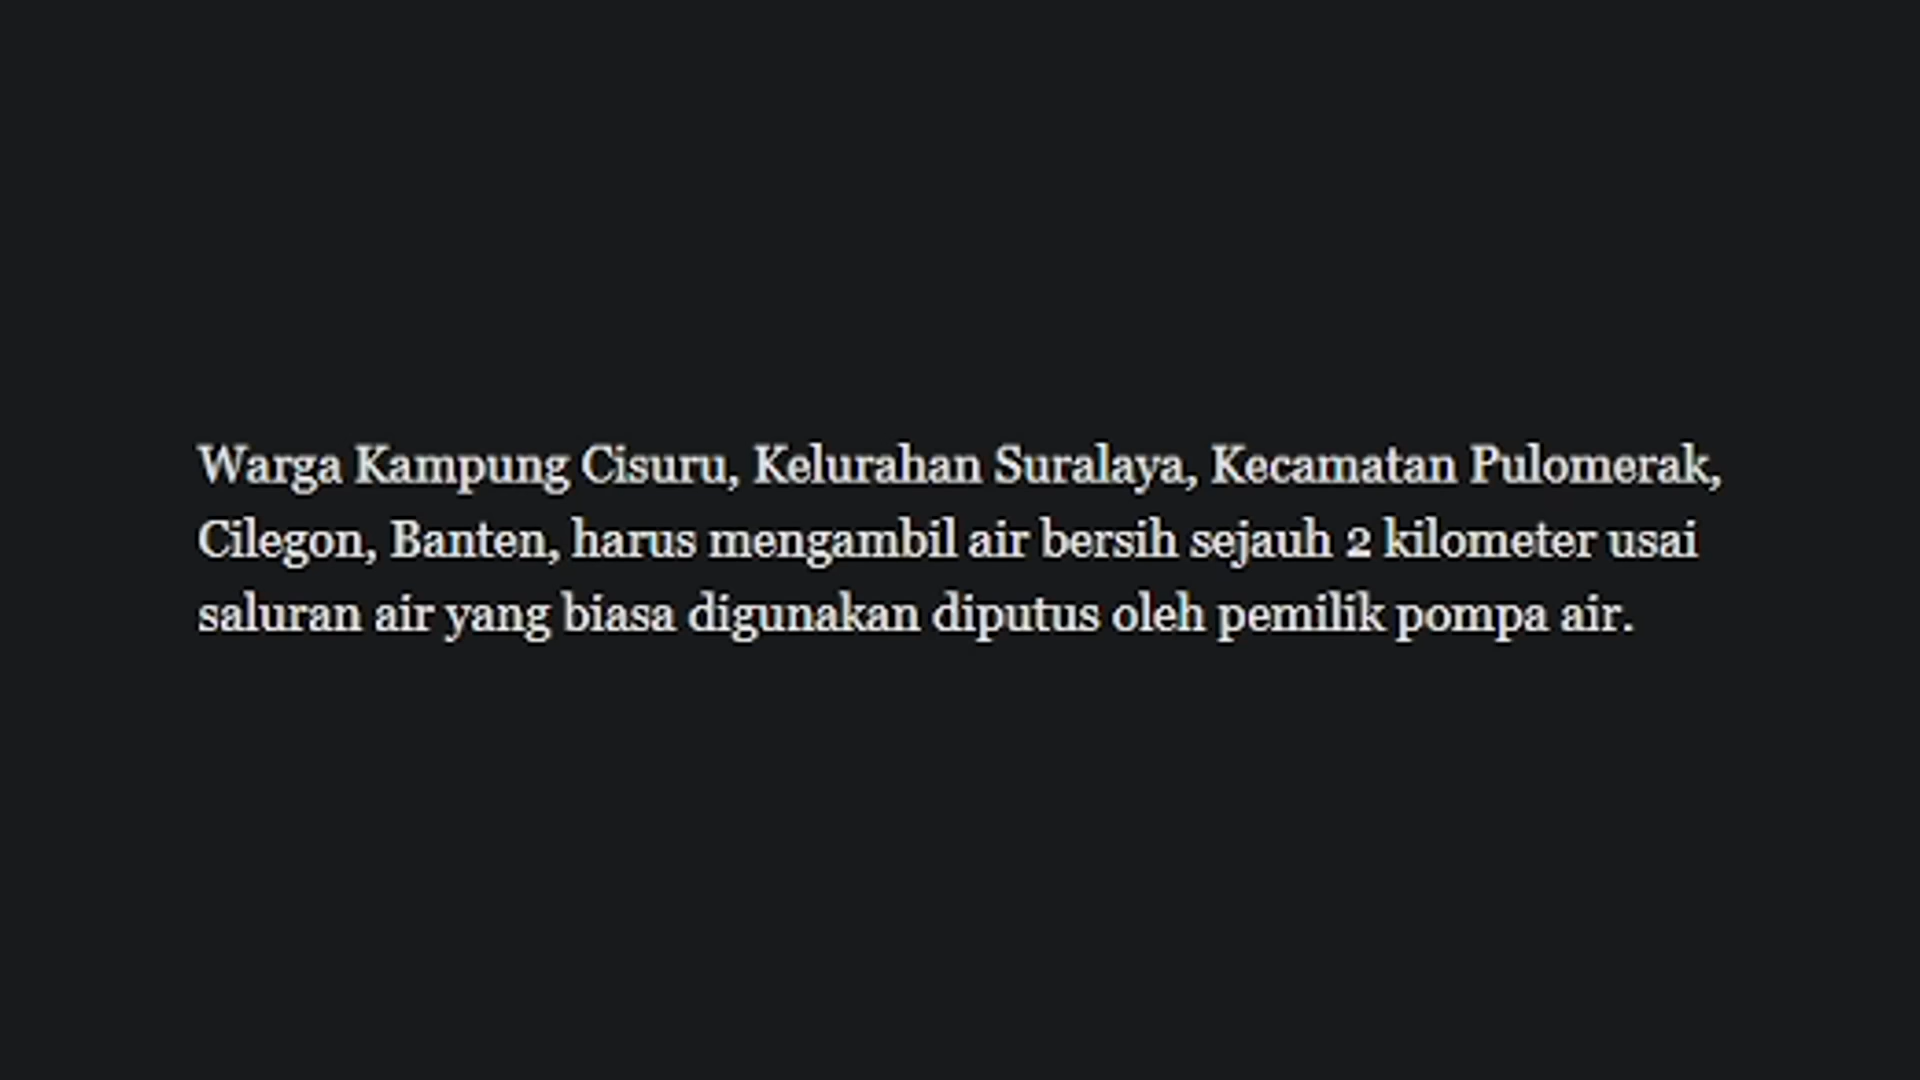 Warga Kampung Cisuru, Kelurahan Suralaya, Kecamatan Pulomerak,
Cilegon, Banten, harus mengambil air bersih sejauh 2 kilometer usai
saluran air yang biasa digunakan diputus oleh pemilik pompa air.